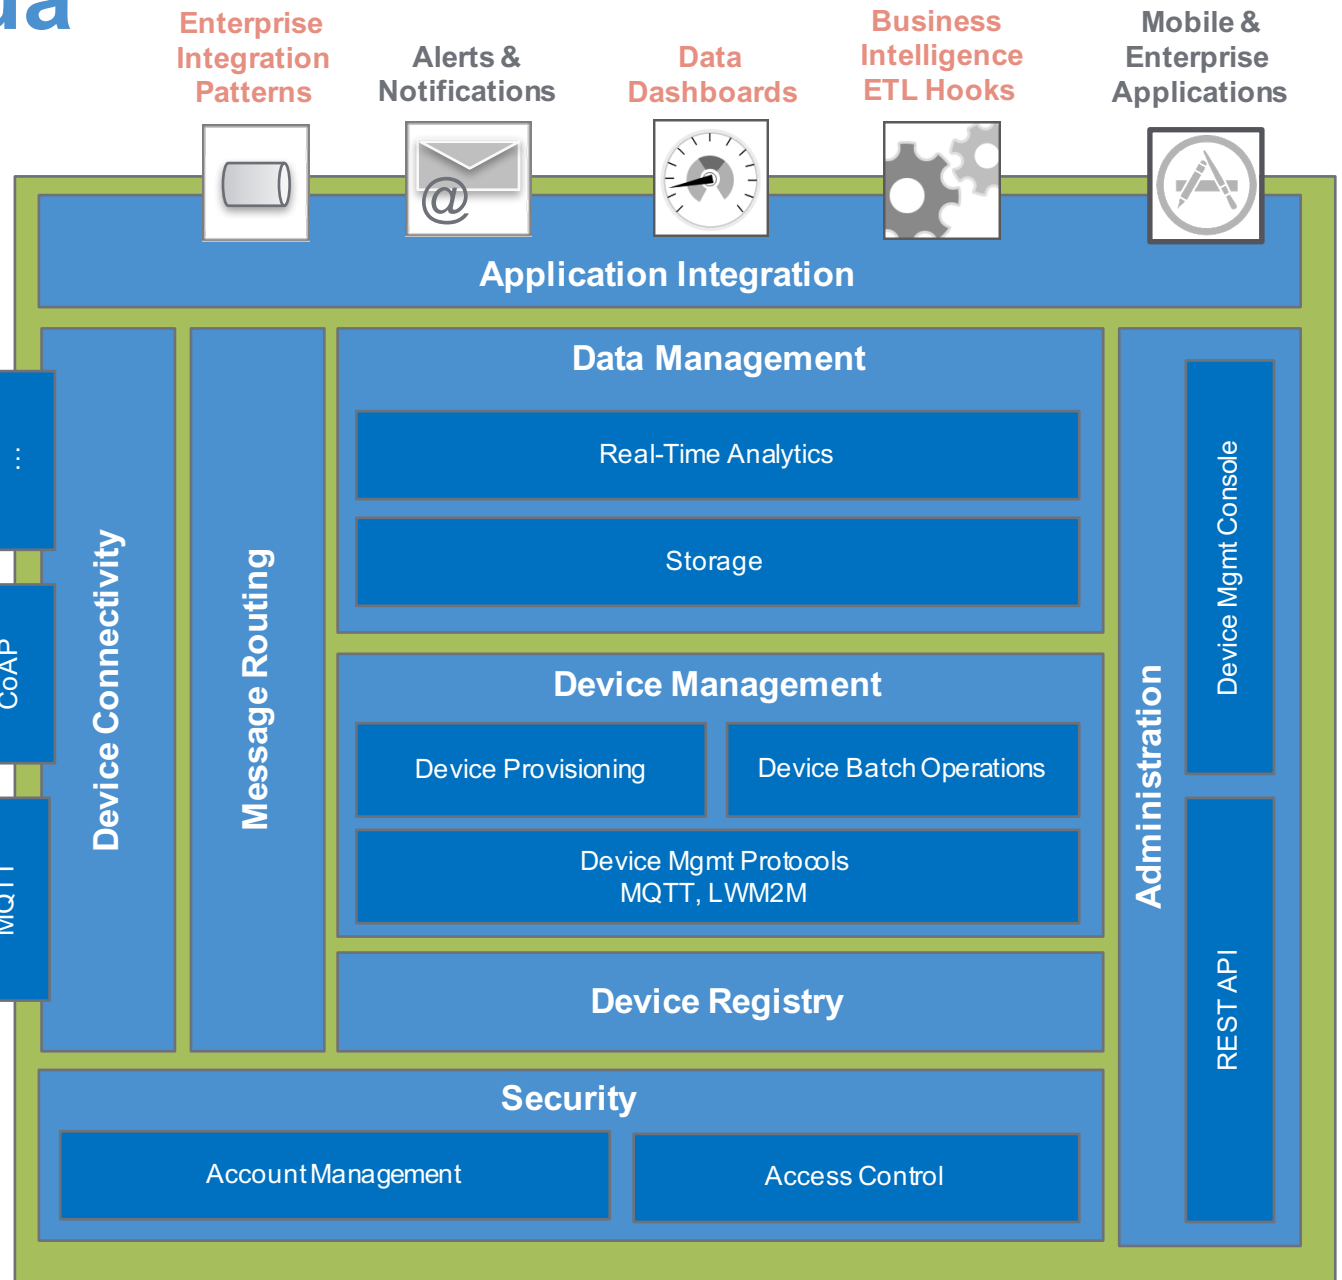 Enterprise
Integration
Patterns
Alerts &
Notifications
Data
Dashboards
Business
Intelligence
ETL Hooks
Mobile &
Enterprise
Applications
@
Application Integration
...
CoAP
MQTT
Device Connectivity
Message Routing
Data Management
Real-Time Analytics
Storage
Device Management
Device Provisioning
Device Batch Operations
Device Mgmt Protocols
MQTT, LWM2M
Device Registry
Administration
Device Mgmt Console
REST API
Security
Account Management
Access Control